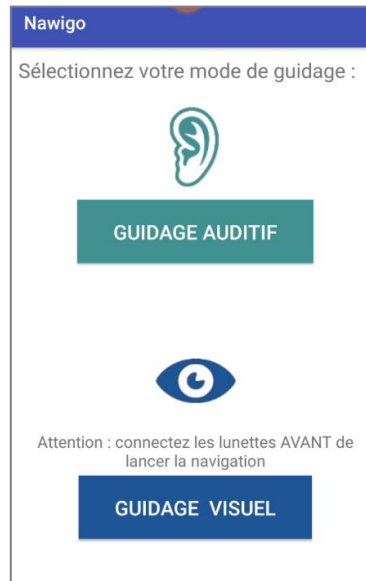 Nawigo
Sélectionnez votre mode de guidage :
GUIDAGE AUDITIF
Attention : connectez les lunettes AVANT de
lancer la navigation
GUIDAGE VISUEL